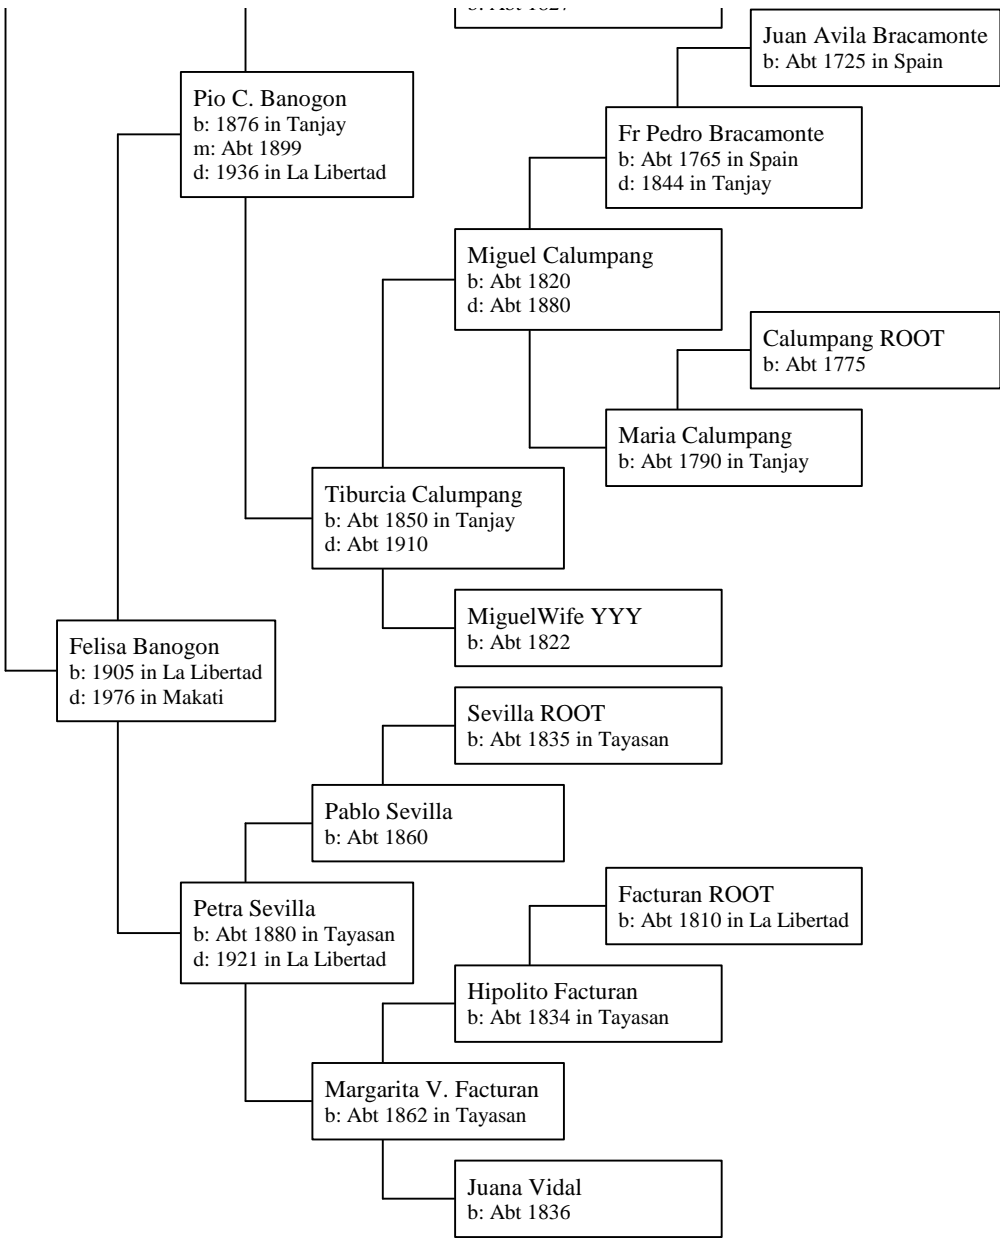 Juan Avila Bracamonte
b: Abt 1725 in Spain
Pio C. Banogon
b: 1876 in Tanjay
m: Abt 1899
d: 1936 in La Libertad
Fr Pedro Bracamonte
b: Abt 1765 in Spain
d: 1844 in Tanjay
Miguel Calumpang
b: Abt 1820
d: Abt 1880
Calumpang ROOT
b: Abt 1775
Maria Calumpang
b: Abt 1790 in Tanjay
Tiburcia Calumpang
b: Abt 1850 in Tanjay
d: Abt 1910
MiguelWife YYY
b: Abt 1822
Felisa Banogon
b: 1905 in La Libertad
d: 1976 in Makati
Sevilla ROOT
b: Abt 1835 in Tayasan
Pablo Sevilla
b: Abt 1860
Petra Sevilla
b: Abt 1880 in Tayasan
d: 1921 in La Libertad
Facturan ROOT
b: Abt 1810 in La Libertad
Hipolito Facturan
b: Abt 1834 in Tayasan
Margarita V. Facturan
b: Abt 1862 in Tayasan
Juana Vidal
b: Abt 1836